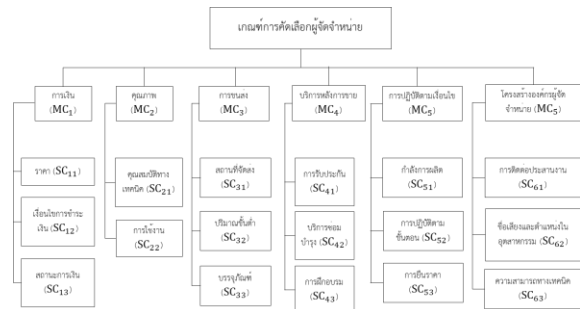 เกณฑ์การคัดเลือกผู้จัดจำหน่าย
การเงิน
(MC₁)
คุณภาพ
(MC₂)
การขนส่ง
(MC₃)
บริการหลังการขาย
(MC₄)
การปฏิบัติตามเงื่อนไข
(MC₅)
โครงสร้างองค์กรผู้จัด
จำหน่าย (MC₅)
ราคา (SC₁₁)
เงื่อนไขการชำระ
เงิน (SC₁₂)
สถานะการเงิน
(SC₁₃)
คุณสมบัติทาง
เทคนิค (SC₂₁)
การใช้งาน
(SC₂₂)
สถานที่จัดส่ง
(SC₃₁)
ปริมาณขั้นต่ำ
(SC₃₂)
บรรจุภัณฑ์
(SC₃₃)
การรับประกัน
(SC₄₁)
บริการซ่อม
บำรุง (SC₄₂)
การฝึกอบรม
(SC₄₃)
กำลังการผลิต
(SC₅₁)
การปฏิบัติตาม
ขั้นตอน (SC₅₂)
การยืนราคา
(SC₅₃)
การติดต่อประสานงาน
(SC₆₁)
ชื่อเสียงและตำแหน่งใน
อุตสาหกรรม (SC₆₂)
ความสามารถทางเทคนิค
(SC₆₃)